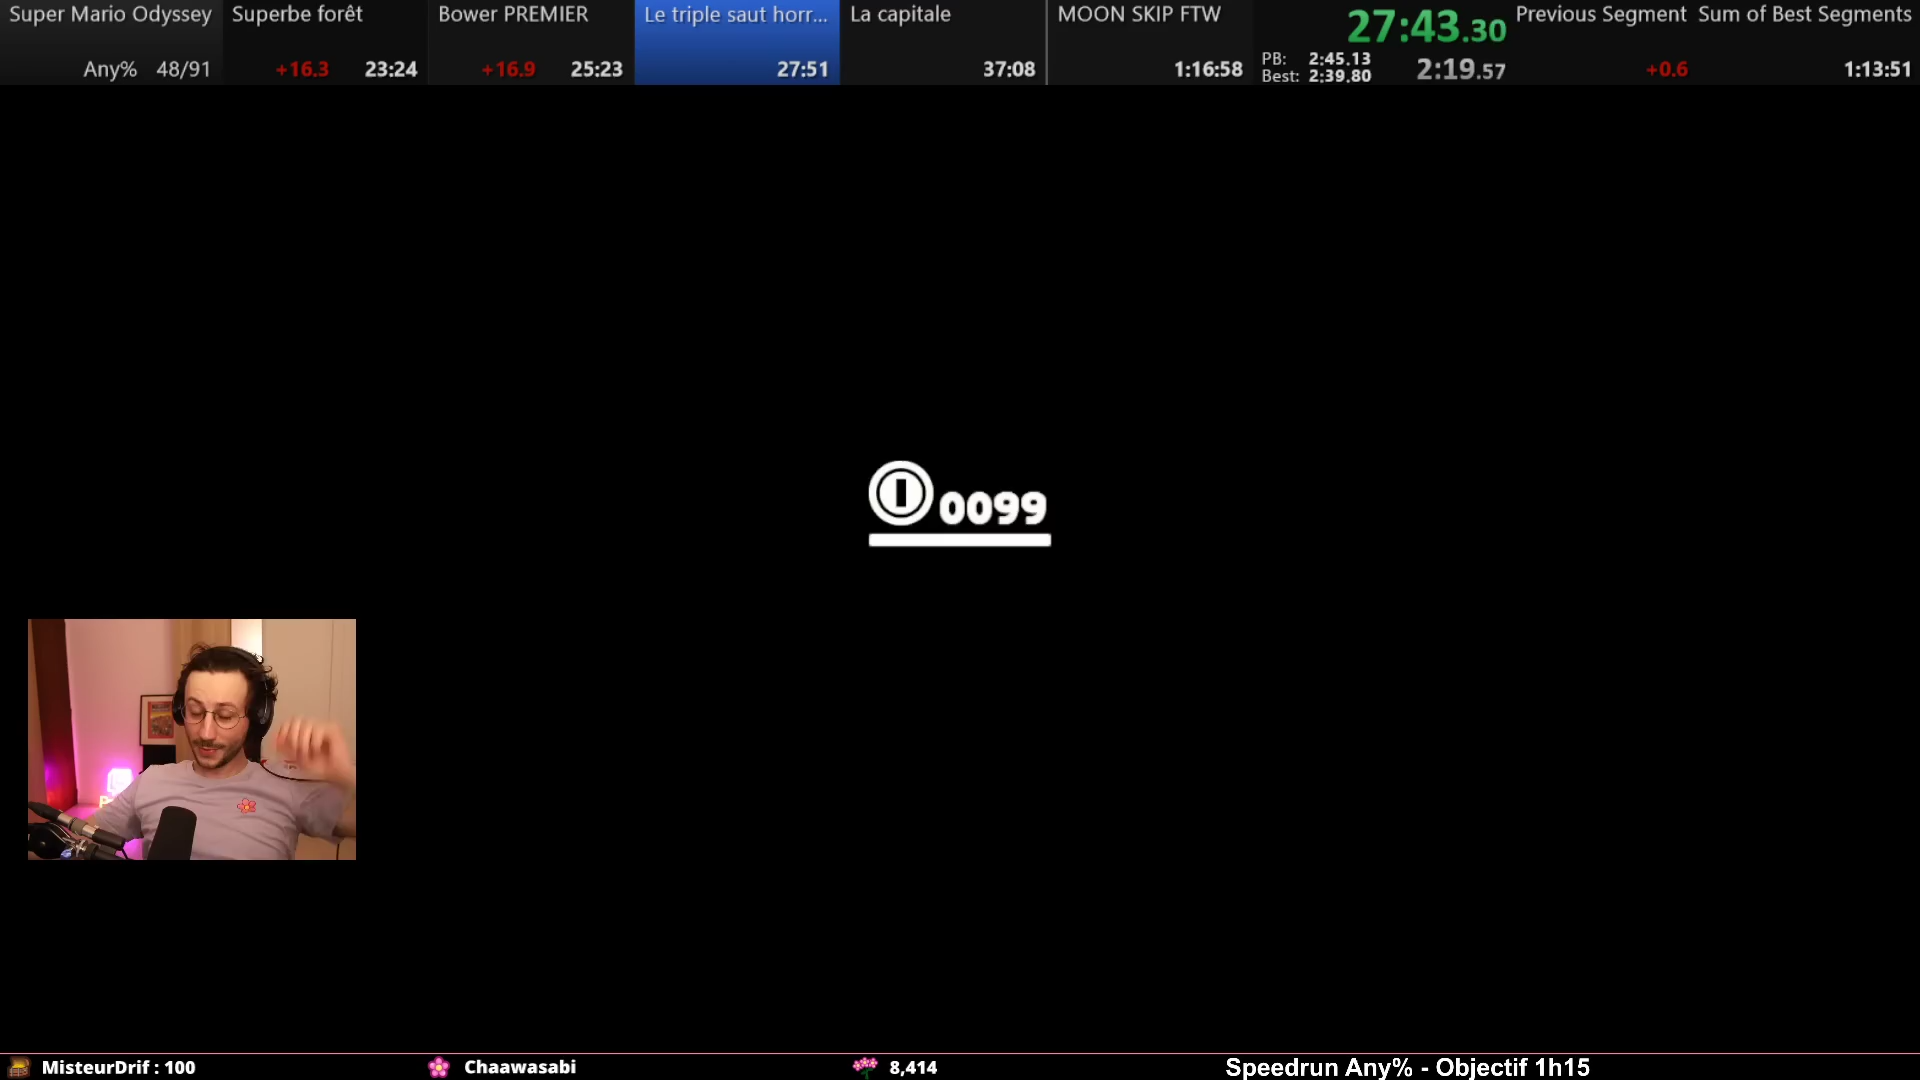 Super Mario Odyssey
Any% 48/91
Superbe forêt
+16.3 23:24
Bower PREMIER
+16.9 25:23
Le triple saut horr...
27:51
La capitale
37:08
MOON SKIP FTW
1:16:58
27:43.30
PB: 2:45.13
Best: 2:39.80
2:19.57
Previous Segment
+0.6
Sum of Best Segments
1:13:51
0099
MisteurDrif : 100
Chaawasabi
8,414
Speedrun Any% - Objectif 1h15